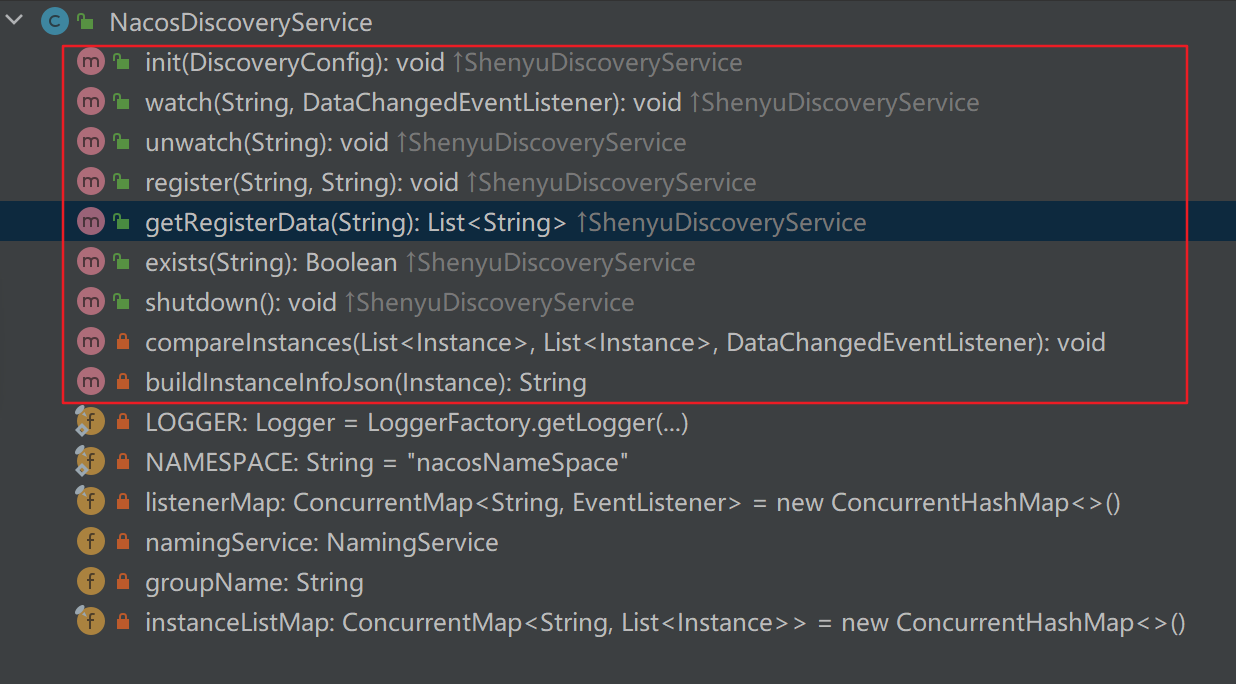 C NacosDiscoveryService
m init(DiscoveryConfig): void ↑ShenyuDiscoveryService
m watch(String, DataChangedEventListener): void ↑ShenyuDiscoveryService
m unwatch(String): void ↑ShenyuDiscoveryService
m register(String, String): void ↑ShenyuDiscoveryService
m getRegisterData(String): List<String> ↑ShenyuDiscoveryService
m exists(String): Boolean ↑ShenyuDiscoveryService
m shutdown(): void ↑ShenyuDiscoveryService
m compareInstances(List<Instance>, List<Instance>, DataChangedEventListener): void
m buildInstanceInfoJson(Instance): String
f LOGGER: Logger = LoggerFactory.getLogger(...)
f NAMESPACE: String = "nacosNameSpace"
f listenerMap: ConcurrentMap<String, EventListener> = new ConcurrentHashMap<>()
f namingService: NamingService
f groupName: String
f instanceListMap: ConcurrentMap<String, List<Instance>> = new ConcurrentHashMap<>()